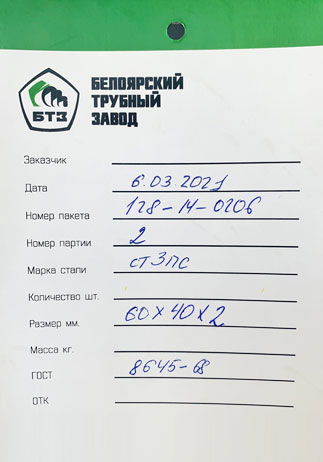 БТЗ
БЕЛОЯРСКИЙ
ТРУБНЫЙ
ЗАВОД
Заказчик
Дата 6.03.2021
Номер пакета 128-14-0206
Номер партии 2
Марка стали ст3пс
Количество шт.
Размер мм. 60х40х2
Масса кг.
ГОСТ 8645-68
ОТК